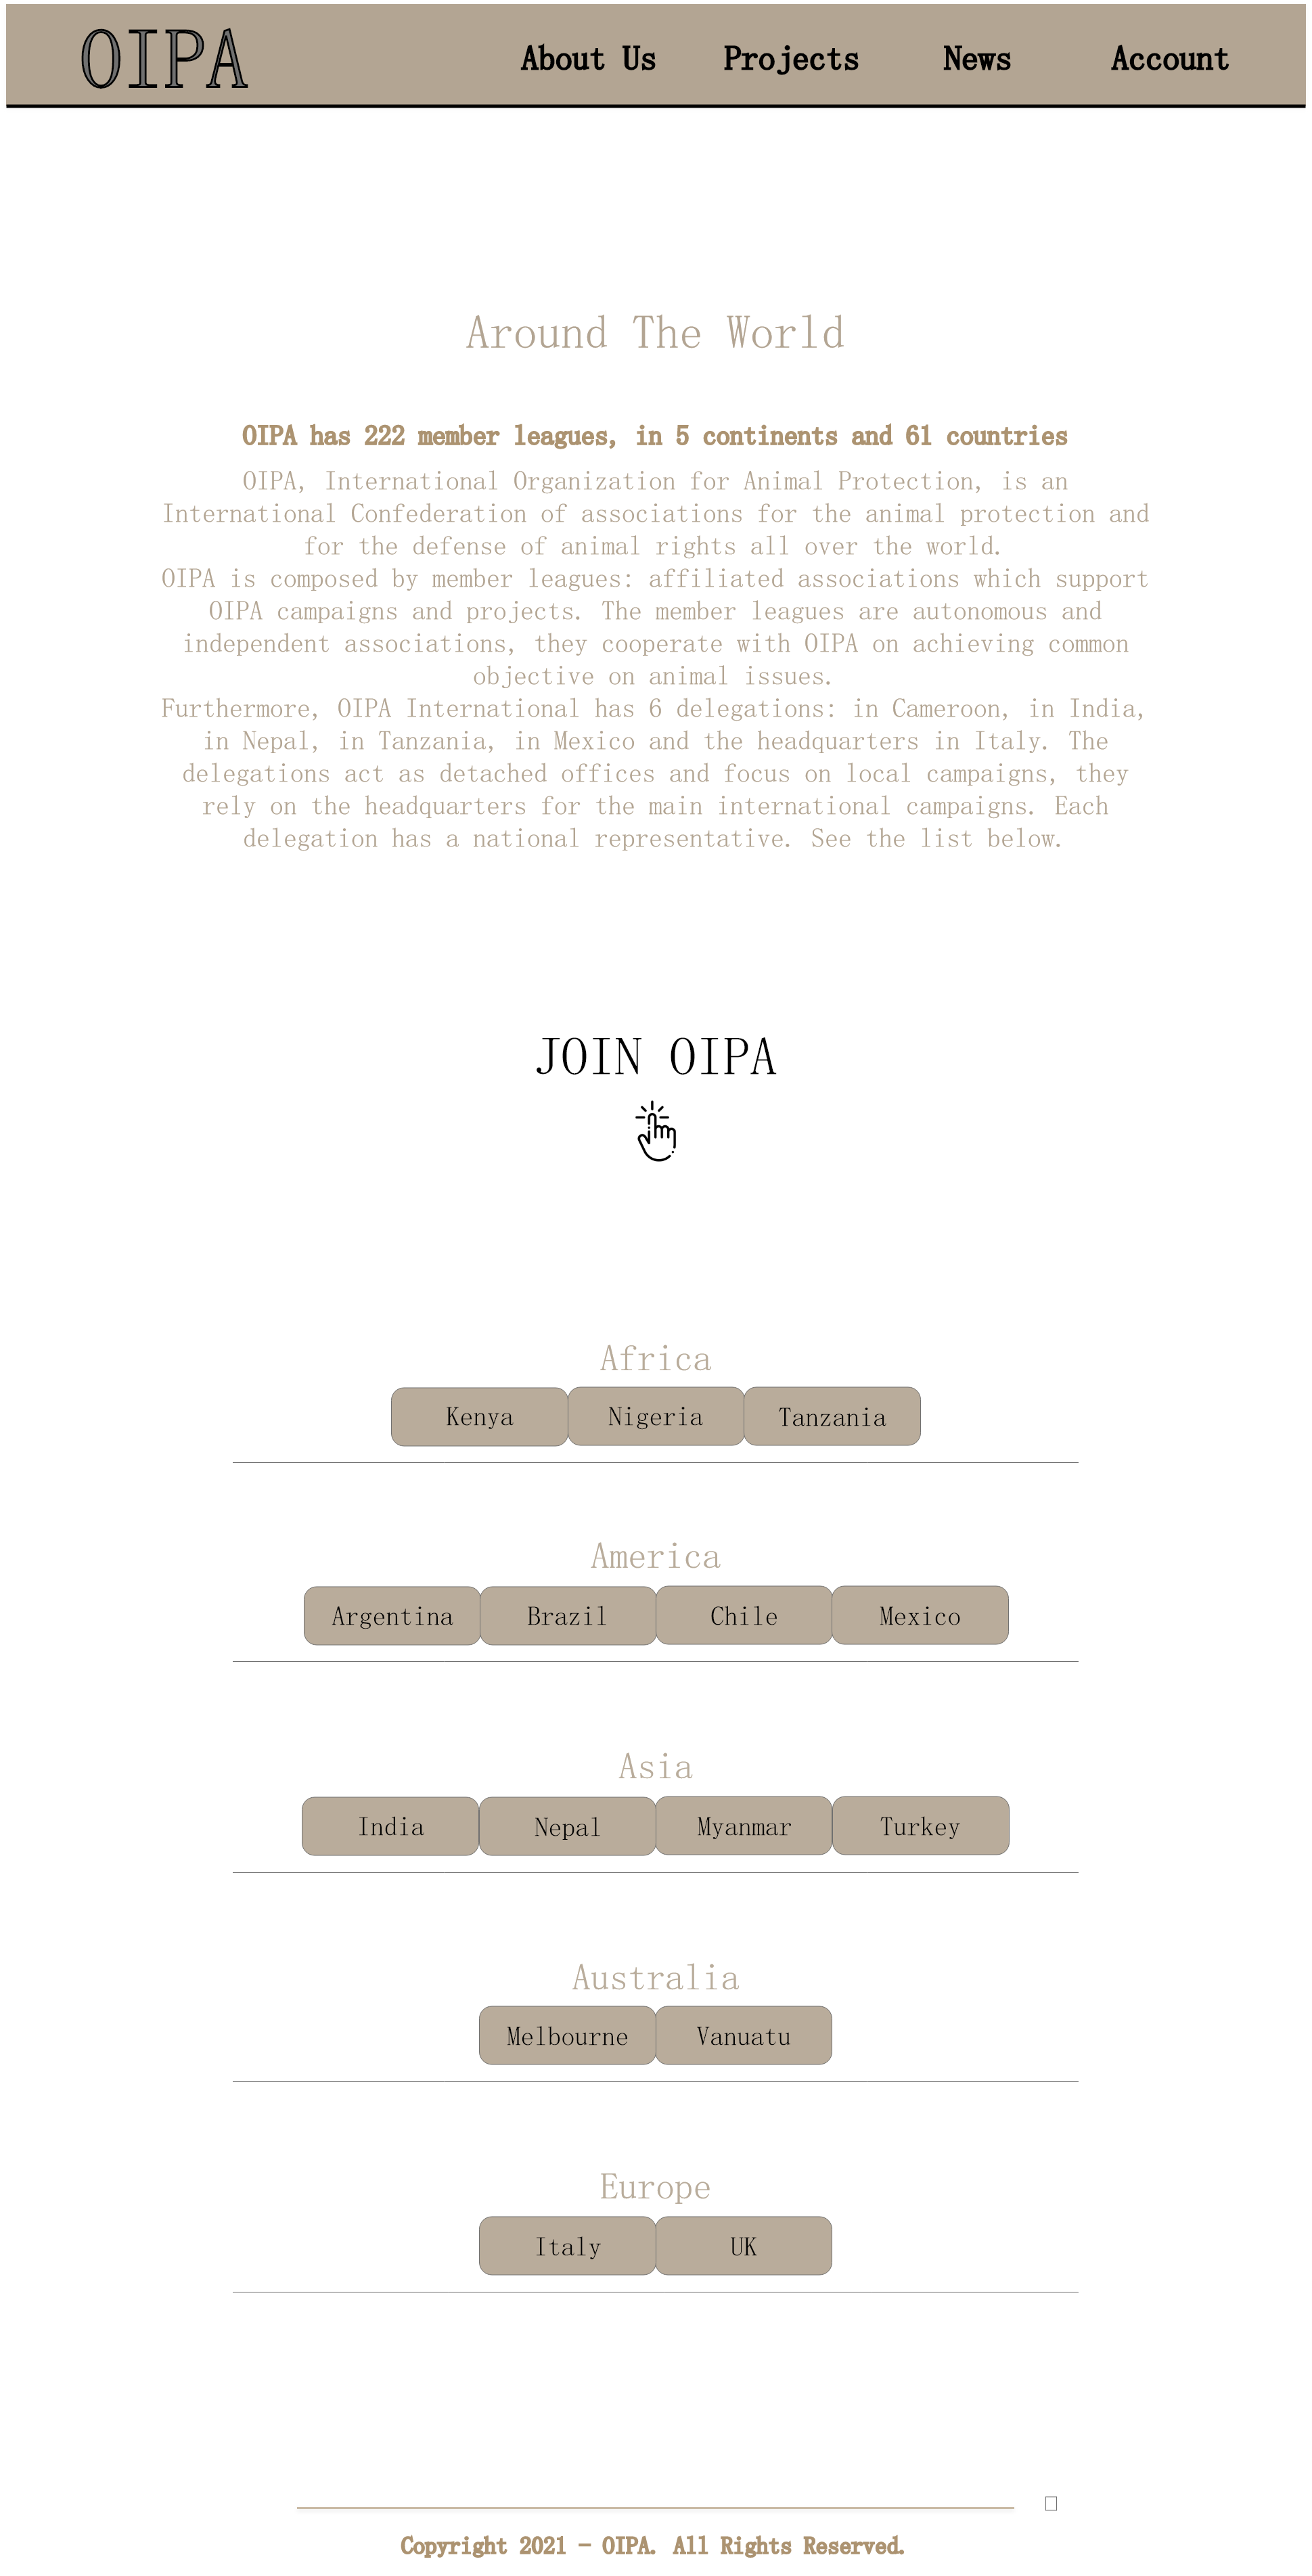 OIPA
About Us
Projects
News
Account
Around The World
OIPA has 222 member leagues, in 5 continents and 61 countries
OIPA, International Organization for Animal Protection, is an
International Confederation of associations for the animal protection and
for the defense of animal rights all over the world.
OIPA is composed by member leagues: affiliated associations which support
OIPA campaigns and projects. The member leagues are autonomous and
independent associations, they cooperate with OIPA on achieving common
objective on animal issues.
Furthermore, OIPA International has 6 delegations: in Cameroon, in India,
in Nepal, in Tanzania, in Mexico and the headquarters in Italy. The
delegations act as detached offices and focus on local campaigns, they
rely on the headquarters for the main international campaigns. Each
delegation has a national representative. See the list below.
JOIN OIPA
Africa
Kenya
Nigeria
Tanzania
America
Argentina
Brazil
Chile
Mexico
Asia
India
Nepal
Myanmar
Turkey
Australia
Melbourne
Vanuatu
Europe
Italy
UK
Copyright 2021 - OIPA. All Rights Reserved.